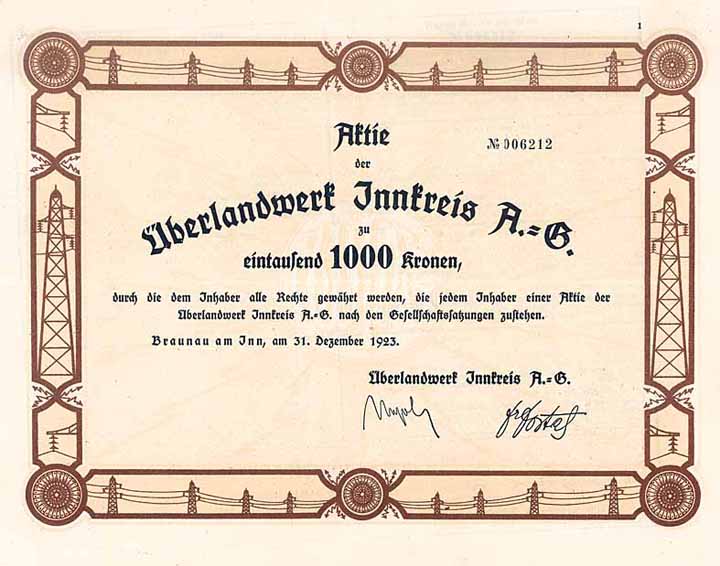 1
Aktie
№ 006212
der
Überlandwerk Innkreis A.=G.
zu
eintausend 1000 Kronen,
durch die dem Inhaber alle Rechte gewährt werden, die jedem Inhaber einer Aktie der
Überlandwerk Innkreis A.=G. nach den Gesellschaftssatzungen zustehen.
Braunau am Inn, am 31. Dezember 1923.
Überlandwerk Innkreis A.=G.